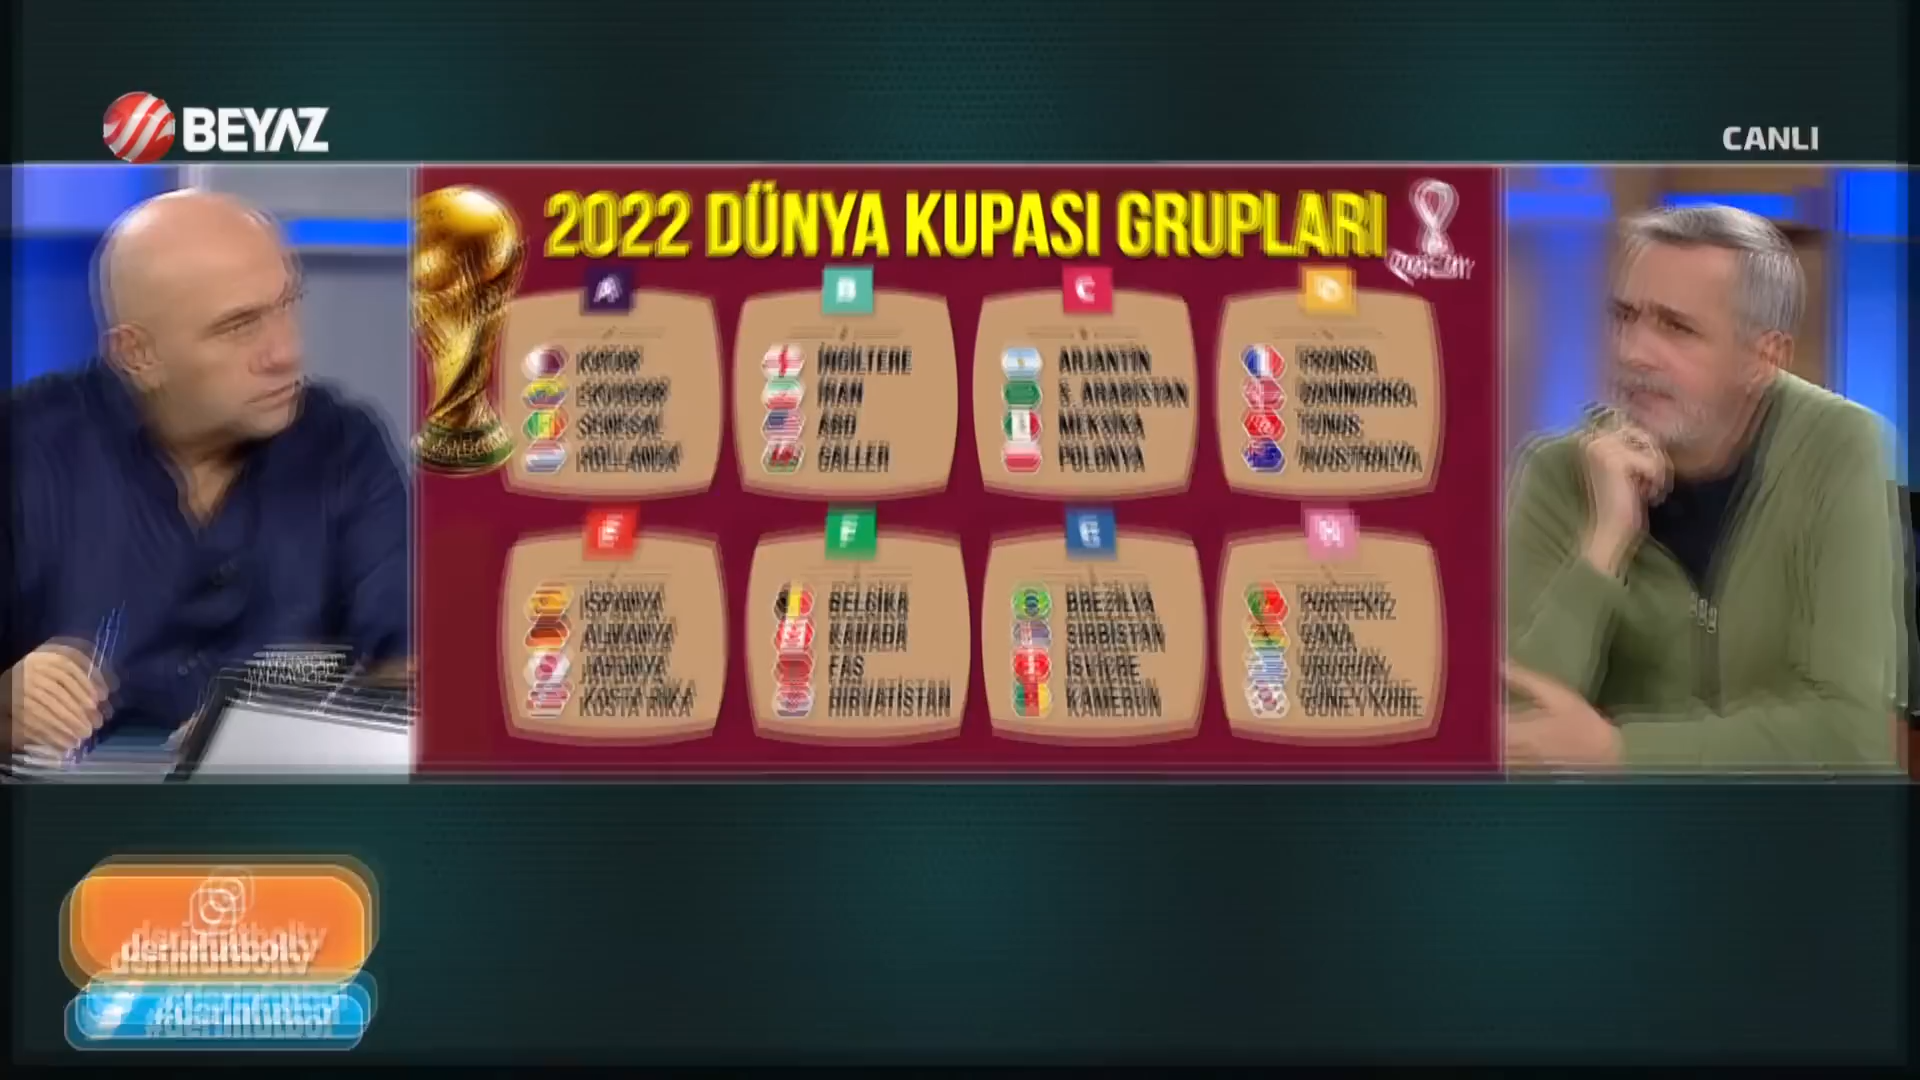 BEYAZ
CANLI
2022 DÜNYA KUPASI GRUPLARI
A
B
C
D
KATAR
EKVADOR
SENEGAL
HOLLANDA
İNGİLTERE
İRAN
ABD
GALLER
ARJANTİN
S. ARABİSTAN
MEKSİKA
POLONYA
FRANSA
DANİMARKA
TUNUS
AVUSTRALYA
E
F
G
H
İSPANYA
ALMANYA
JAPONYA
KOSTA RİKA
BELÇİKA
KANADA
FAS
HIRVATİSTAN
BREZİLYA
SIRBİSTAN
İSVİÇRE
KAMERUN
PORTEKİZ
GANA
URUGUAY
GÜNEY KORE
derinfutboltv
#derinfutbol